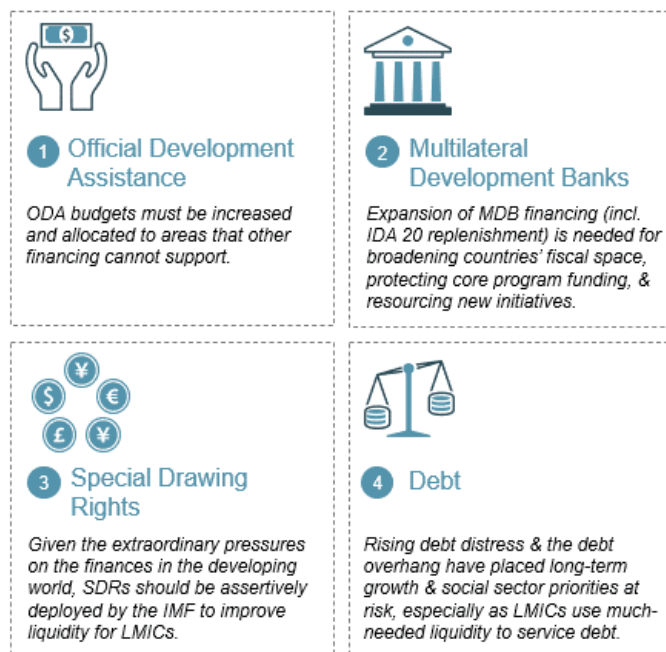 $
1 Official Development
Assistance
ODA budgets must be increased
and allocated to areas that other
financing cannot support.
2 Multilateral
Development Banks
Expansion of MDB financing (incl.
IDA 20 replenishment) is needed for
broadening countries' fiscal space,
protecting core program funding, &
resourcing new initiatives.
¥
$ €
£ ¥
3 Special Drawing
Rights
Given the extraordinary pressures
on the finances in the developing
world, SDRs should be assertively
deployed by the IMF to improve
liquidity for LMICs.
4 Debt
Rising debt distress & the debt
overhang have placed long-term
growth & social sector priorities at
risk, especially as LMICs use much-
needed liquidity to service debt.